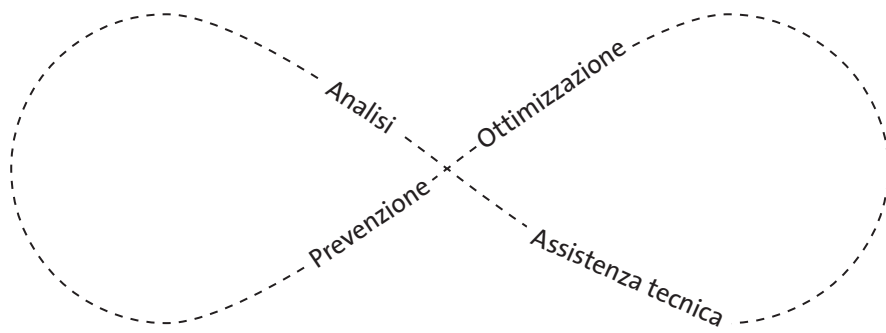 Analisi
Ottimizzazione
Prevenzione
Assistenza tecnica